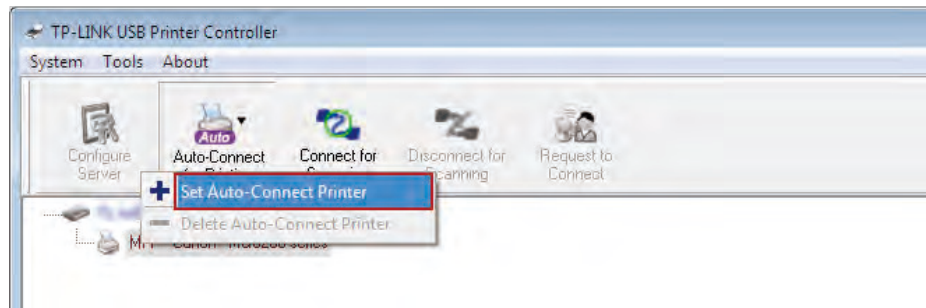 TP-LINK USB Printer Controller
System Tools About
Configure Server
Auto-Connect
Connect for
Disconnect for Scanning
Request to Connect
Set Auto-Connect Printer
Delete Auto-Connect Printer
series